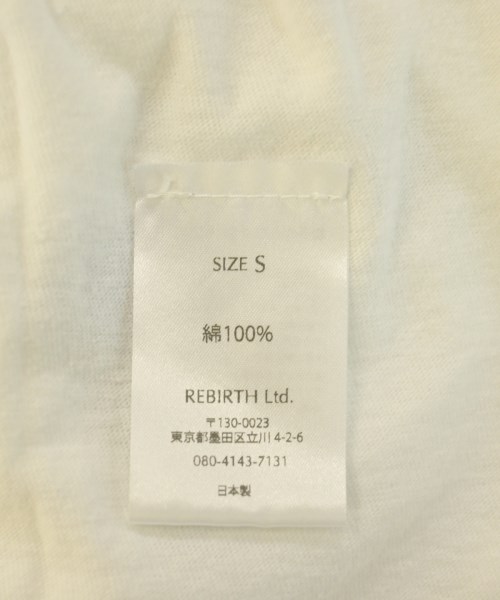 SIZE S
綿100%
REBIRTH Ltd.
〒130-0023
東京都墨田区立川4-2-6
080-4143-7131
日本製